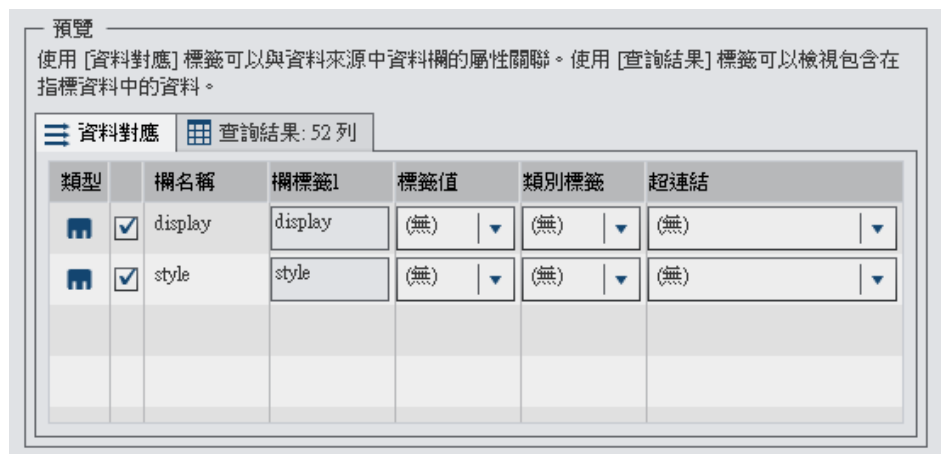 預覽
使用 [資料對應] 標籤可以與資料來源中資料欄的屬性關聯。使用 [查詢結果] 標籤可以檢視包含在
指標資料中的資料。
資料對應 查詢結果: 52 列
類型 欄名稱 欄標籤1 標籤值 類別標籤 超連結
display display (無) (無) (無)
style style (無) (無) (無)